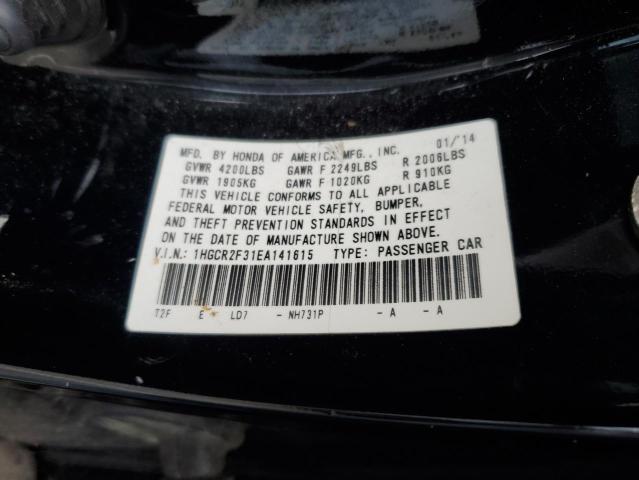 MFD. BY HONDA OF AMERICA MFG., INC. 01/'14
GVWR 4200LBS GAWR F 2249LBS R 2006LBS
GVWR 1905KG GAWR F 1020KG R 910KG
THIS VEHICLE CONFORMS TO ALL APPLICABLE
FEDERAL MOTOR VEHICLE SAFETY, BUMPER,
AND THEFT PREVENTION STANDARDS IN EFFECT
ON THE DATE OF MANUFACTURE SHOWN ABOVE.
V.I.N.: 1HGCR2F31EA141615 TYPE: PASSENGER CAR
T2F E LD7 - NH731P - A - A